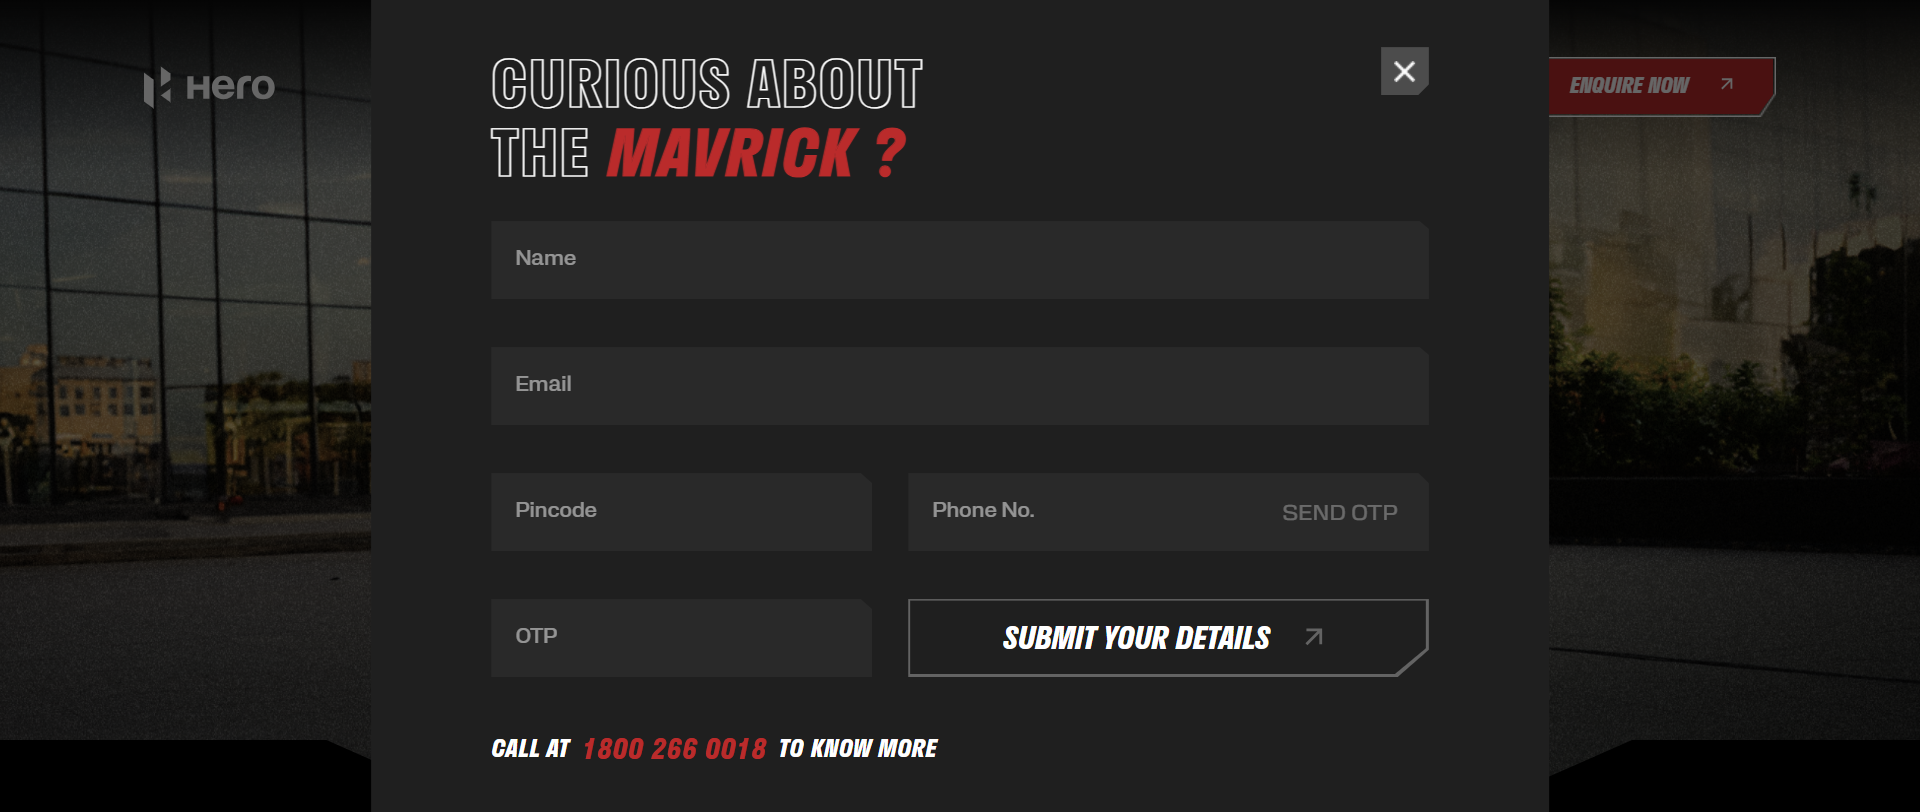 Hero
ENQUIRE NOW
CURIOUS ABOUT
THE MAVRICK ?
Name
Email
Pincode
Phone No.
SEND OTP
OTP
SUBMIT YOUR DETAILS
CALL AT 1800 266 0018 TO KNOW MORE